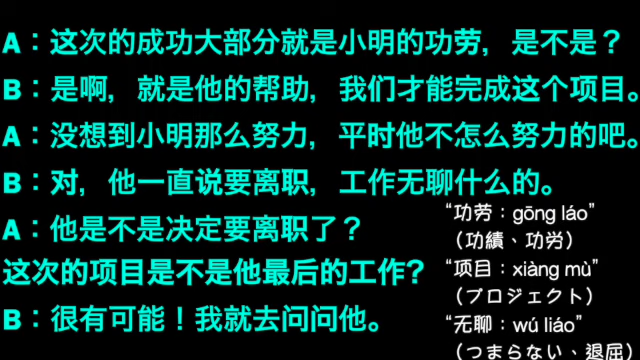 A：这次的成功大部分就是小明的功劳，是不是？
B：是啊，就是他的帮助，我们才能完成这个项目。
A：没想到小明那么努力，平时他不怎么努力的吧。
B：对，他一直说要离职，工作无聊什么的。
A：他是不是决定要离职了？
这次的项目是不是他最后的工作?
B：很有可能！我就去问问他。
“功劳：gōng láo”
（功績、功労）
“项目：xiàng mù”
（プロジェクト）
“无聊：wú liáo”
（つまらない、退屈）